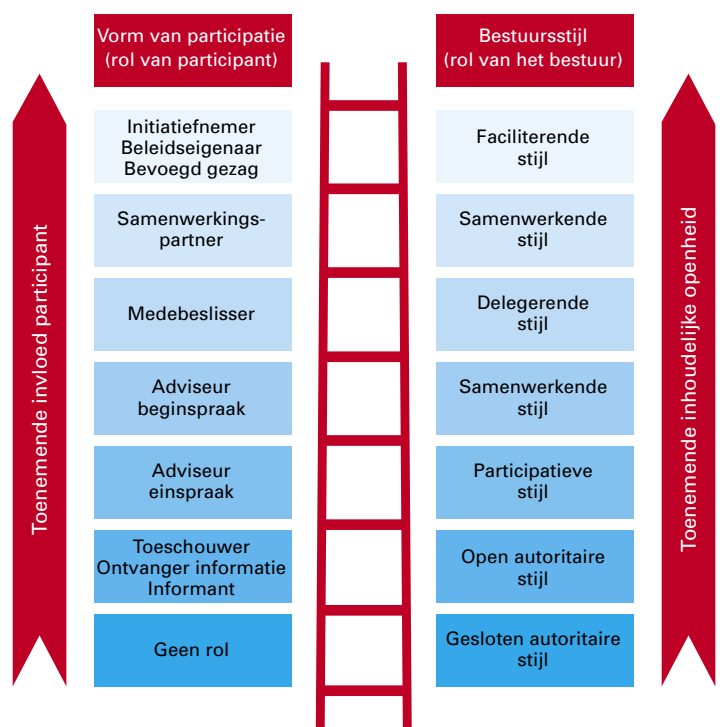 Vorm van participatie
(rol van participant)
Bestuursstijl
(rol van het bestuur)
Toenemende invloed participant
Initiatiefnemer
Beleidseigenaar
Bevoegd gezag
Faciliterende
stijl
Samenwerkings-
partner
Samenwerkende
stijl
Medebeslisser
Delegerende
stijl
Adviseur
beginspraak
Samenwerkende
stijl
Adviseur
einspraak
Participatieve
stijl
Toeschouwer
Ontvanger informatie
Informant
Open autoritaire
stijl
Geen rol
Gesloten autoritaire
stijl
Toenemende inhoudelijke openheid